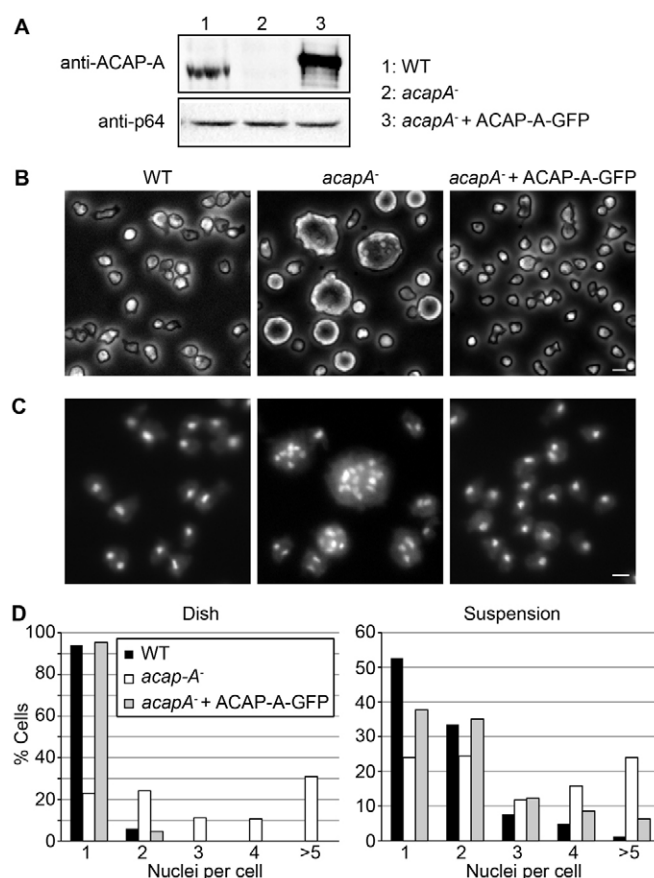 A
1 2 3
anti-ACAP-A
anti-p64
1: WT
2: acapA-
3: acapA- + ACAP-A-GFP
B
WT acapA- acapA- + ACAP-A-GFP
C
D
Dish
% Cells
100
80
60
40
20
0
WT
acap-A-
acapA- + ACAP-A-GFP
1 2 3 4 >5
Nuclei per cell
Suspension
60
50
40
30
20
10
0
1 2 3 4 >5
Nuclei per cell